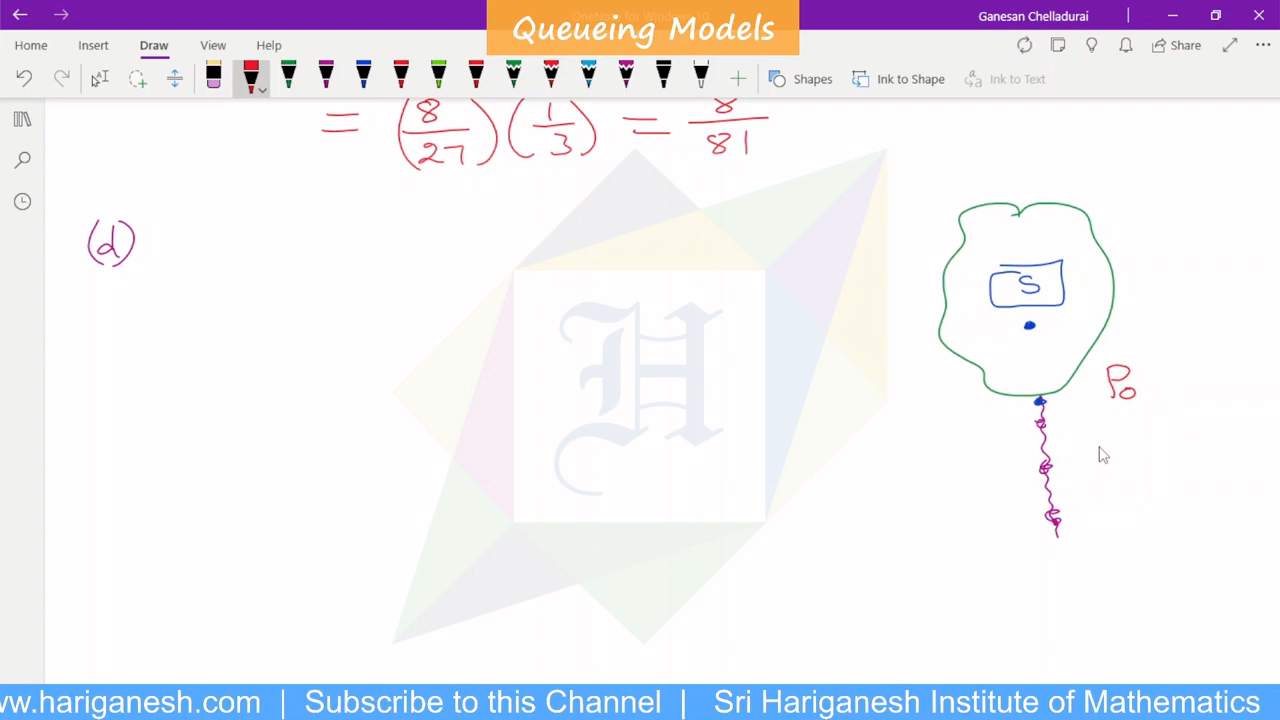 Queueing Models
Ganesan Chelladurai
Home Insert Draw View Help
Share
Shapes Ink to Shape Ink to Text
= (8/27) (1/3) = 8/81
(d)
S
P₀
H
ww.hariganesh.com | Subscribe to this Channel | Sri Hariganesh Institute of Mathematics